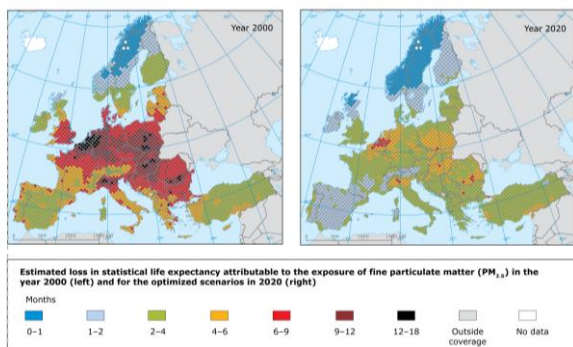 Year 2000
Year 2020
Estimated loss in statistical life expectancy attributable to the exposure of fine particulate matter (PM2.5) in the
year 2000 (left) and for the optimized scenarios in 2020 (right)
Months
0–1
1–2
2–4
4–6
6–9
9–12
12–18
Outside
coverage
No data